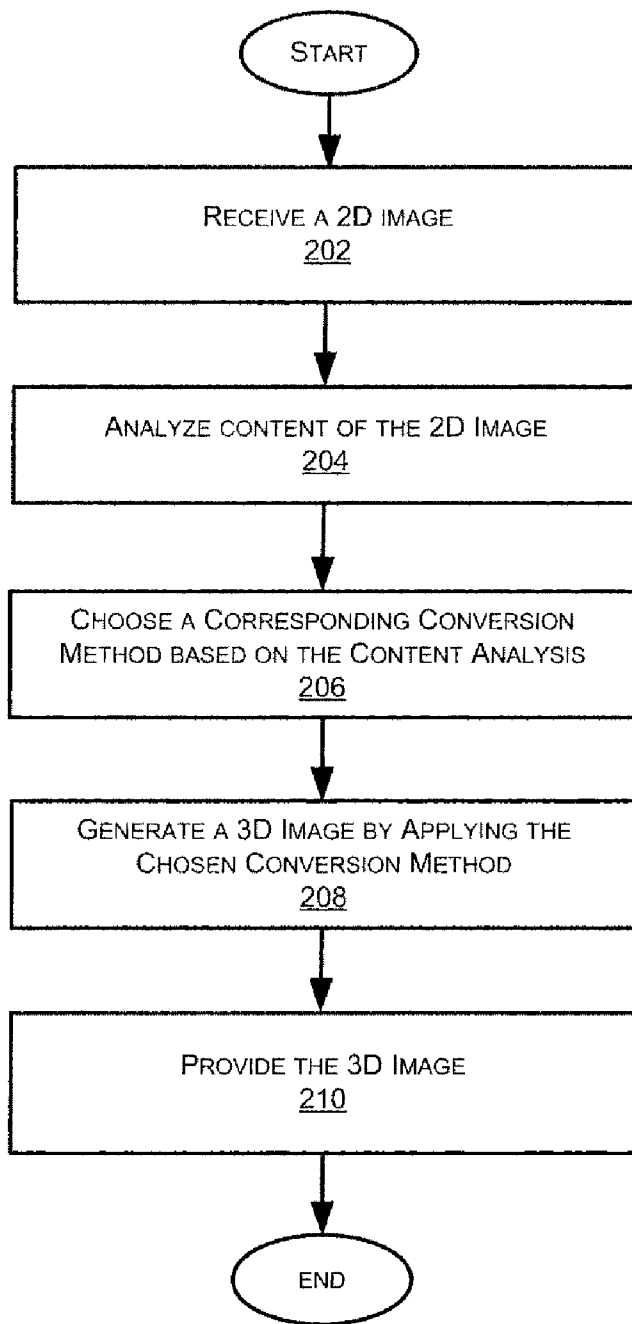 START
RECEIVE A 2D IMAGE
202
ANALYZE CONTENT OF THE 2D IMAGE
204
CHOOSE A CORRESPONDING CONVERSION
METHOD BASED ON THE CONTENT ANALYSIS
206
GENERATE A 3D IMAGE BY APPLYING THE
CHOSEN CONVERSION METHOD
208
PROVIDE THE 3D IMAGE
210
END